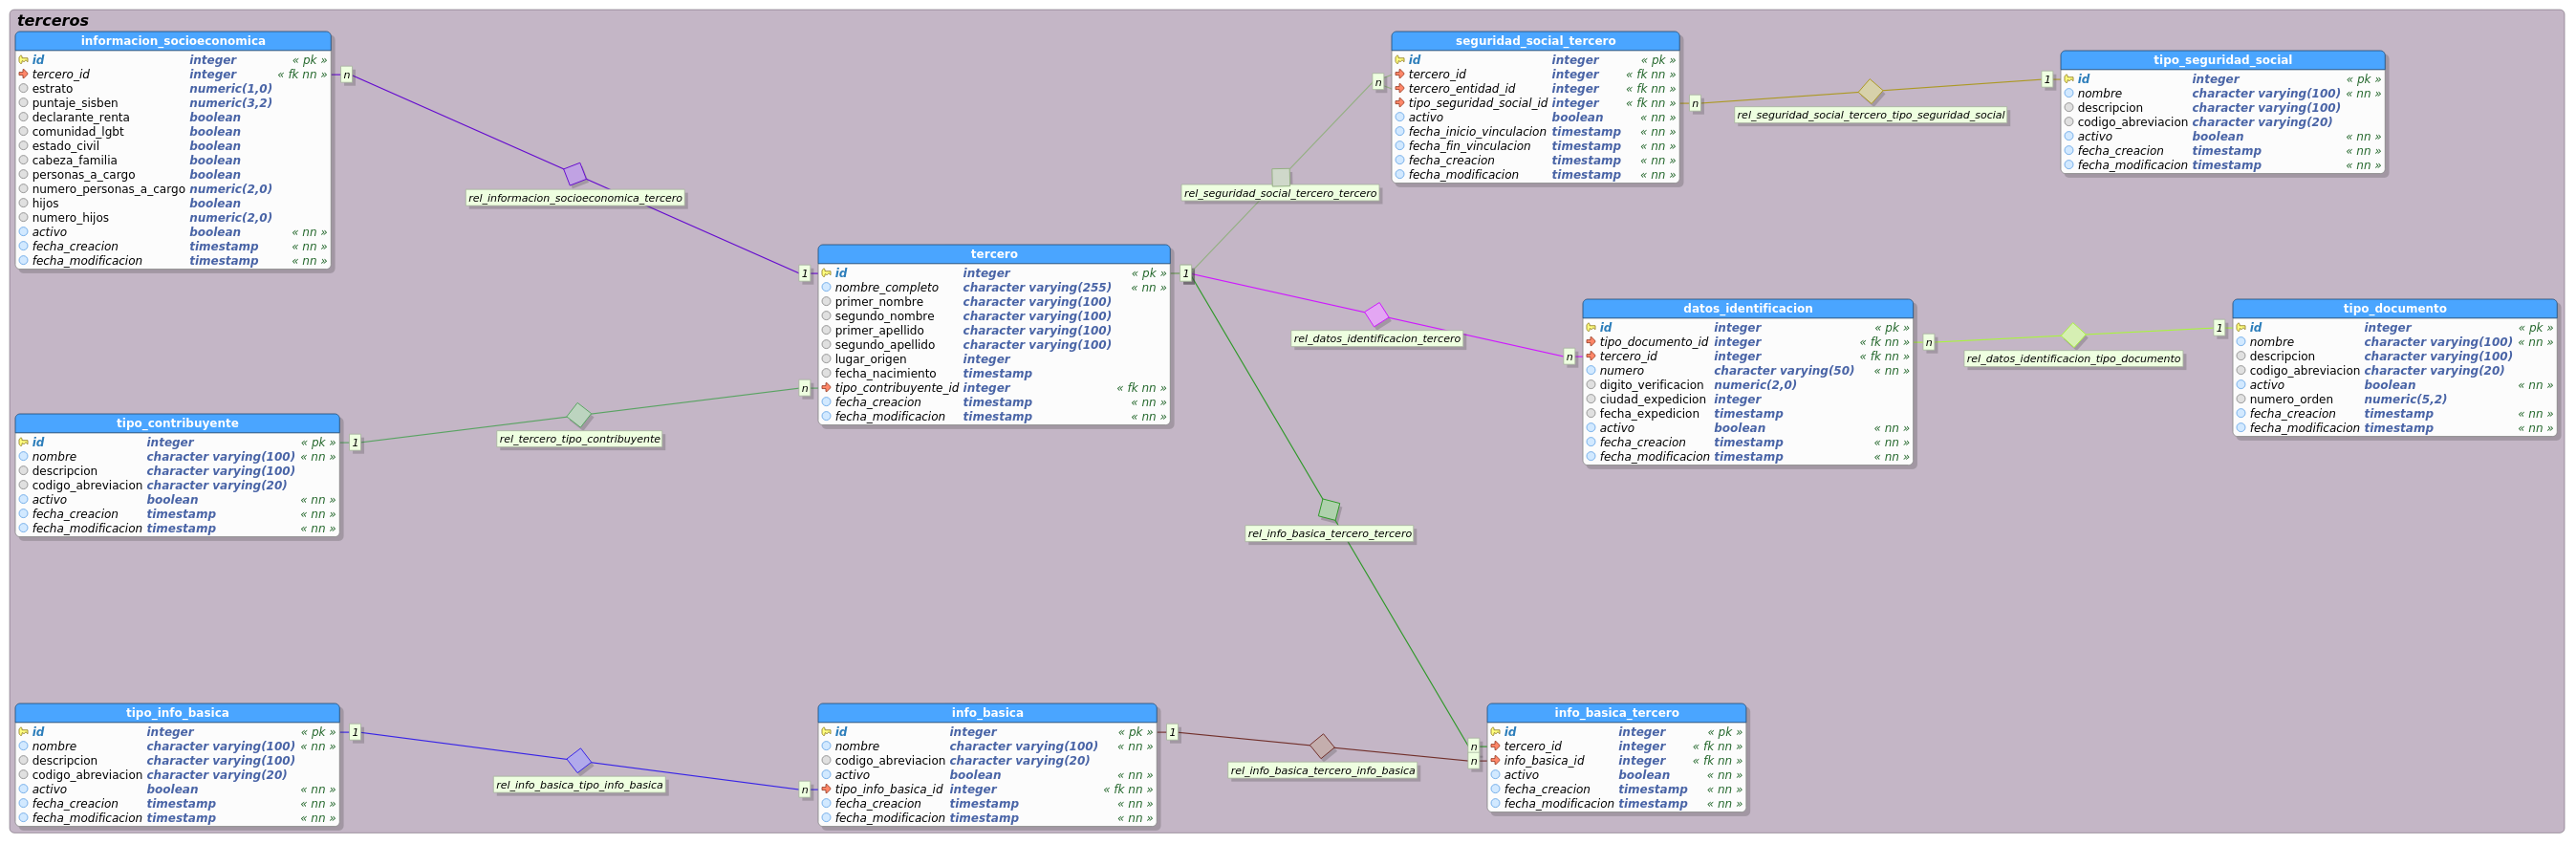 terceros
informacion_socioeconomica
id integer « pk »
tercero_id integer « fk nn »
estrato numeric(1,0)
puntaje_sisben numeric(3,2)
declarante_renta boolean
comunidad_lgbt boolean
estado_civil boolean
cabeza_familia boolean
personas_a_cargo boolean
numero_personas_a_cargo numeric(2,0)
hijos boolean
numero_hijos numeric(2,0)
activo boolean « nn »
fecha_creacion timestamp « nn »
fecha_modificacion timestamp « nn »
n
rel_informacion_socioeconomica_tercero
1
seguridad_social_tercero
id integer « pk »
tercero_id integer « fk nn »
tercero_entidad_id integer « fk nn »
tipo_seguridad_social_id integer « fk nn »
activo boolean « nn »
fecha_inicio_vinculacion timestamp « nn »
fecha_fin_vinculacion timestamp « nn »
fecha_creacion timestamp « nn »
fecha_modificacion timestamp « nn »
n
rel_seguridad_social_tercero_tercero
1
n
rel_seguridad_social_tercero_tipo_seguridad_social
1
tipo_seguridad_social
id integer « pk »
nombre character varying(100) « nn »
descripcion character varying(100)
codigo_abreviacion character varying(20)
activo boolean « nn »
fecha_creacion timestamp « nn »
fecha_modificacion timestamp « nn »
tercero
id integer « pk »
nombre_completo character varying(255) « nn »
primer_nombre character varying(100)
segundo_nombre character varying(100)
primer_apellido character varying(100)
segundo_apellido character varying(100)
lugar_origen integer
fecha_nacimiento timestamp
tipo_contribuyente_id integer « fk nn »
fecha_creacion timestamp « nn »
fecha_modificacion timestamp « nn »
rel_datos_identificacion_tercero
n
datos_identificacion
id integer « pk »
tipo_documento_id integer « fk nn »
tercero_id integer « fk nn »
numero character varying(50) « nn »
digito_verificacion numeric(2,0)
ciudad_expedicion integer
fecha_expedicion timestamp
activo boolean « nn »
fecha_creacion timestamp « nn »
fecha_modificacion timestamp « nn »
n
rel_datos_identificacion_tipo_documento
1
tipo_documento
id integer « pk »
nombre character varying(100) « nn »
descripcion character varying(100)
codigo_abreviacion character varying(20)
activo boolean « nn »
numero_orden numeric(5,2)
fecha_creacion timestamp « nn »
fecha_modificacion timestamp « nn »
tipo_contribuyente
id integer « pk »
nombre character varying(100) « nn »
descripcion character varying(100)
codigo_abreviacion character varying(20)
activo boolean « nn »
fecha_creacion timestamp « nn »
fecha_modificacion timestamp « nn »
1
rel_tercero_tipo_contribuyente
n
rel_info_basica_tercero_tercero
n
tipo_info_basica
id integer « pk »
nombre character varying(100) « nn »
descripcion character varying(100)
codigo_abreviacion character varying(20)
activo boolean « nn »
fecha_creacion timestamp « nn »
fecha_modificacion timestamp « nn »
1
rel_info_basica_tipo_info_basica
n
info_basica
id integer « pk »
nombre character varying(100) « nn »
codigo_abreviacion character varying(20)
activo boolean « nn »
tipo_info_basica_id integer « fk nn »
fecha_creacion timestamp « nn »
fecha_modificacion timestamp « nn »
1
rel_info_basica_tercero_info_basica
n
info_basica_tercero
id integer « pk »
tercero_id integer « fk nn »
info_basica_id integer « fk nn »
activo boolean « nn »
fecha_creacion timestamp « nn »
fecha_modificacion timestamp « nn »